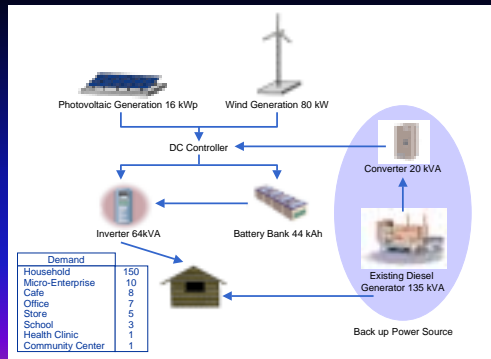 Photovoltaic Generation 16 kWp
Wind Generation 80 kW
DC Controller
Converter 20 kVA
Inverter 64kVA
Battery Bank 44 kAh
Existing Diesel
Generator 135 kVA
Back up Power Source
Demand
Household 150
Micro-Enterprise 10
Cafe 8
Office 7
Store 5
School 3
Health Clinic 1
Community Center 1